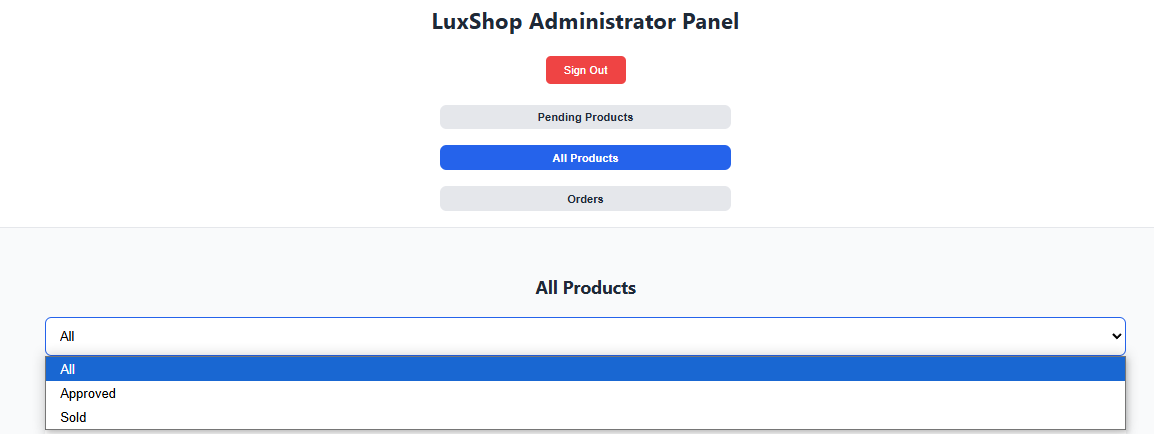 LuxShop Administrator Panel
Sign Out
Pending Products
All Products
Orders
All Products
All
All
Approved
Sold